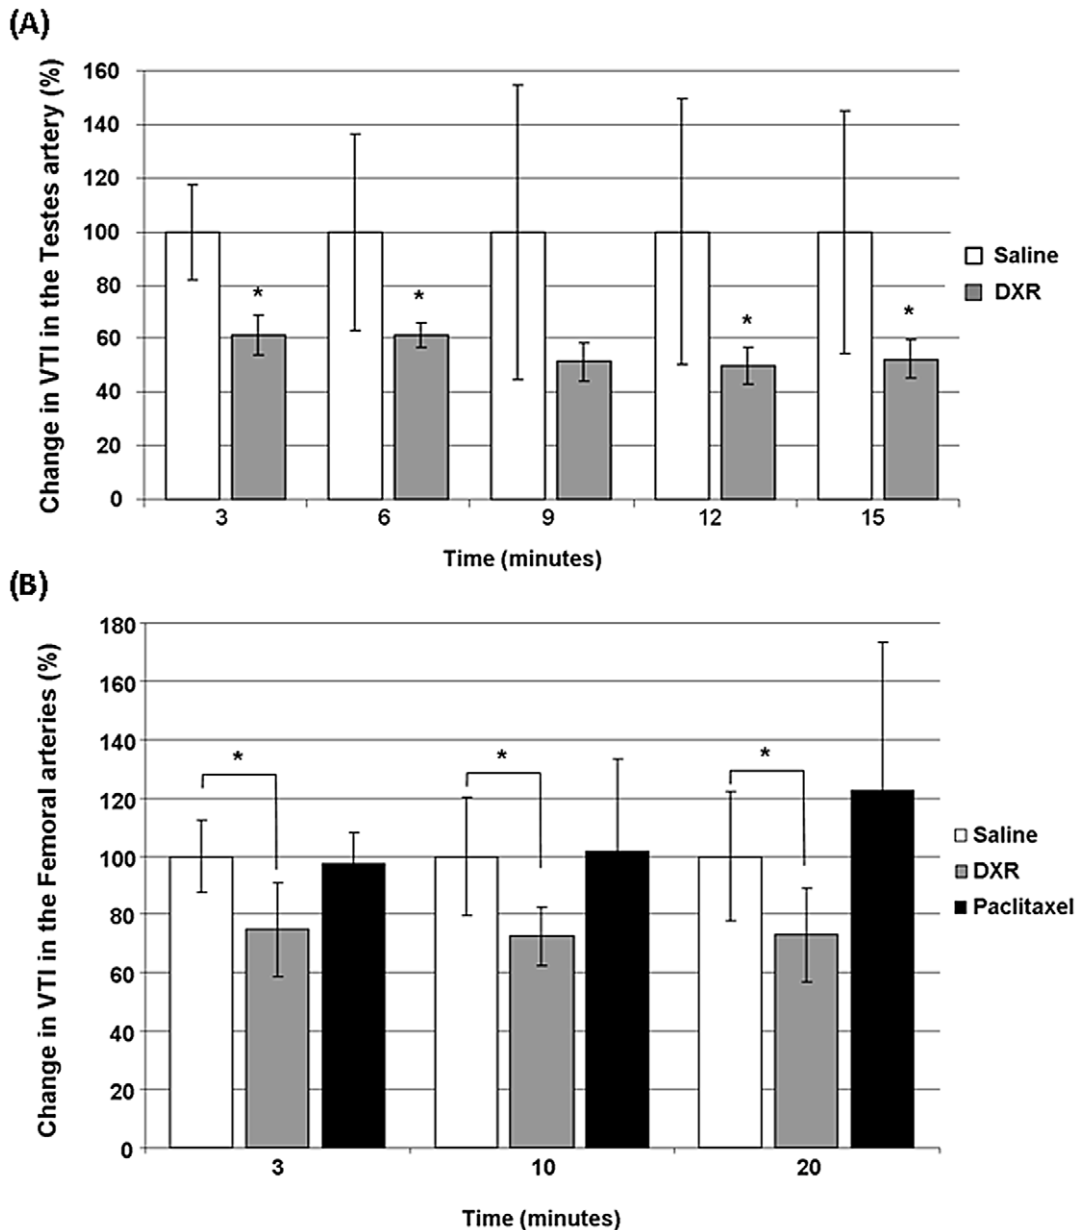 (A)
Change in VTI in the Testes artery (%)
160
140
120
100
80
60
40
20
0
* * * *
3 6 9 12 15
Time (minutes)
Saline
DXR
(B)
Change in VTI in the Femoral arteries (%)
180
160
140
120
100
80
60
40
20
0
* * *
3 10 20
Time (minutes)
Saline
DXR
Paclitaxel